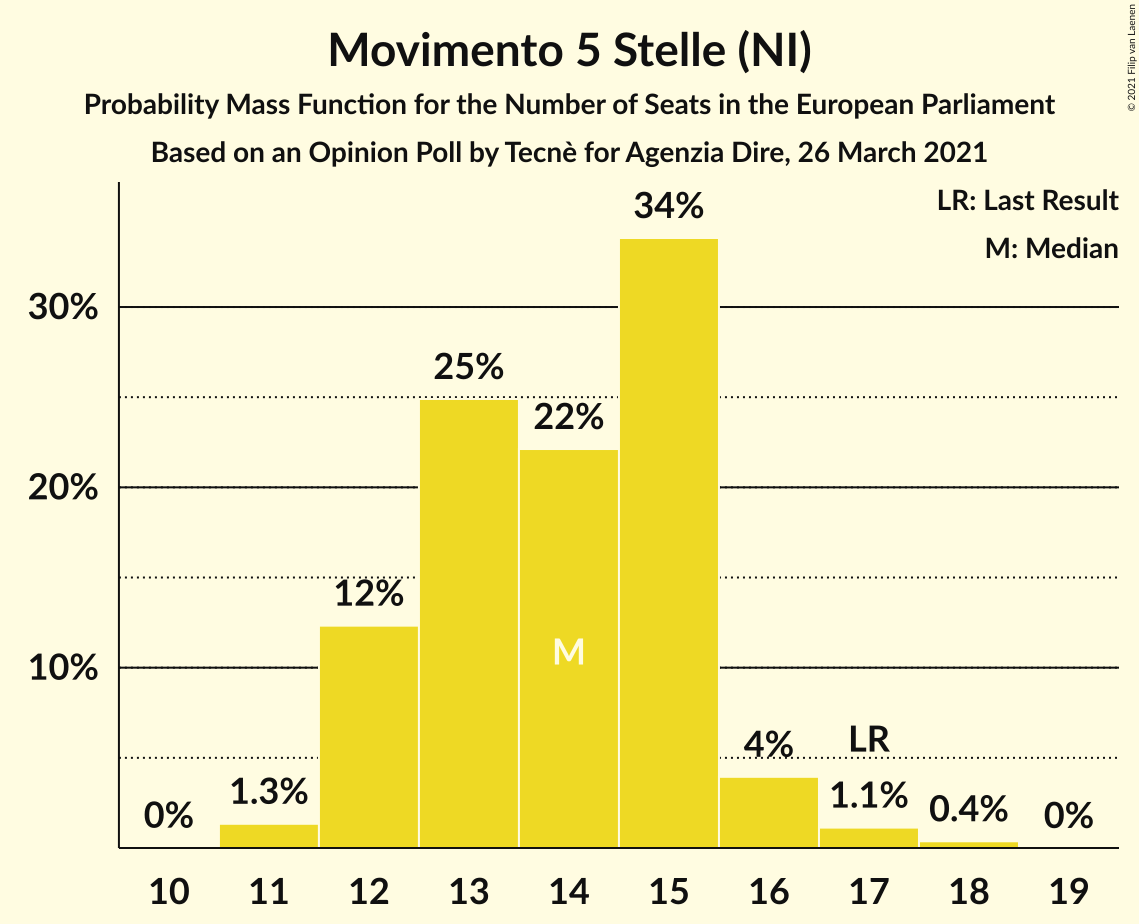 Movimento 5 Stelle (NI)
Probability Mass Function for the Number of Seats in the European Parliament
Based on an Opinion Poll by Tecnè for Agenzia Dire, 26 March 2021
© 2021 Filip van Laenen
LR: Last Result
M: Median
30%
20%
10%
0%
1.3%
12%
25%
22%
34%
4%
LR
1.1%
0.4%
0%
M
10 11 12 13 14 15 16 17 18 19